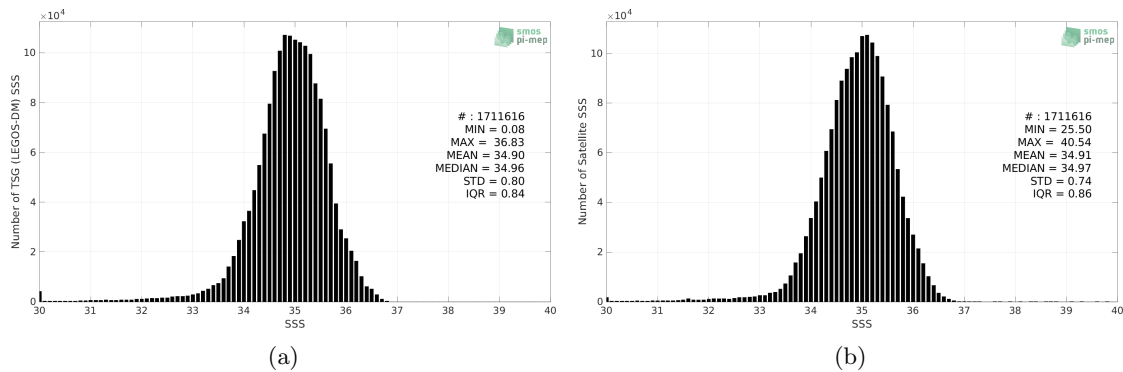 ×10⁴
Number of TSG (LEGOS-DM) SSS
10
8
6
4
2
0
30 31 32 33 34 35 36 37 38 39 40
SSS
smos
pi-mep
# : 1711616
MIN = 0.08
MAX = 36.83
MEAN = 34.90
MEDIAN = 34.96
STD = 0.80
IQR = 0.84
(a)
×10⁴
Number of Satellite SSS
10
8
6
4
2
0
30 31 32 33 34 35 36 37 38 39 40
SSS
smos
pi-mep
# : 1711616
MIN = 25.50
MAX = 40.54
MEAN = 34.91
MEDIAN = 34.97
STD = 0.74
IQR = 0.86
(b)